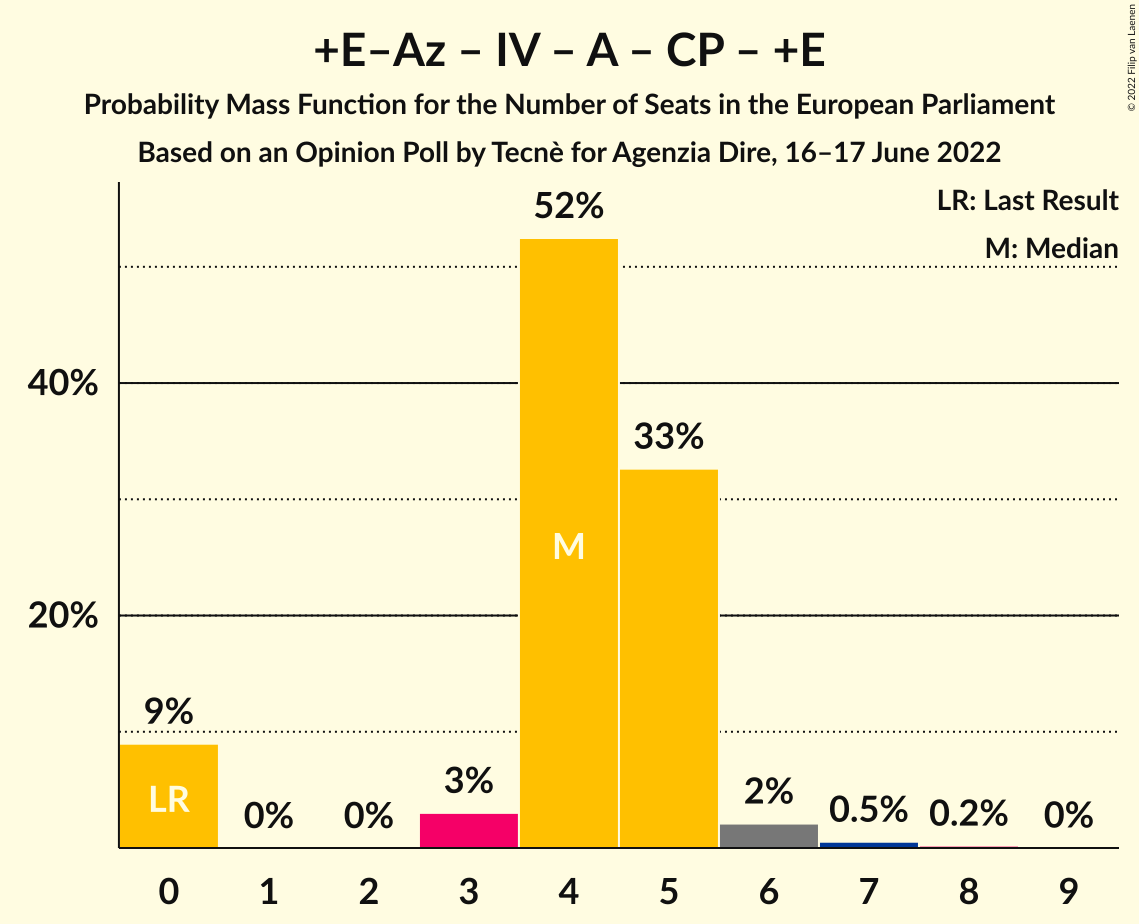 +E–Az – IV – A – CP – +E
Probability Mass Function for the Number of Seats in the European Parliament
Based on an Opinion Poll by Tecnè for Agenzia Dire, 16–17 June 2022
© 2022 Filip van Laenen
LR: Last Result
M: Median
52%
40%
33%
M
20%
9%
LR
0%
0%
3%
2%
0.5%
0.2%
0%
0 1 2 3 4 5 6 7 8 9